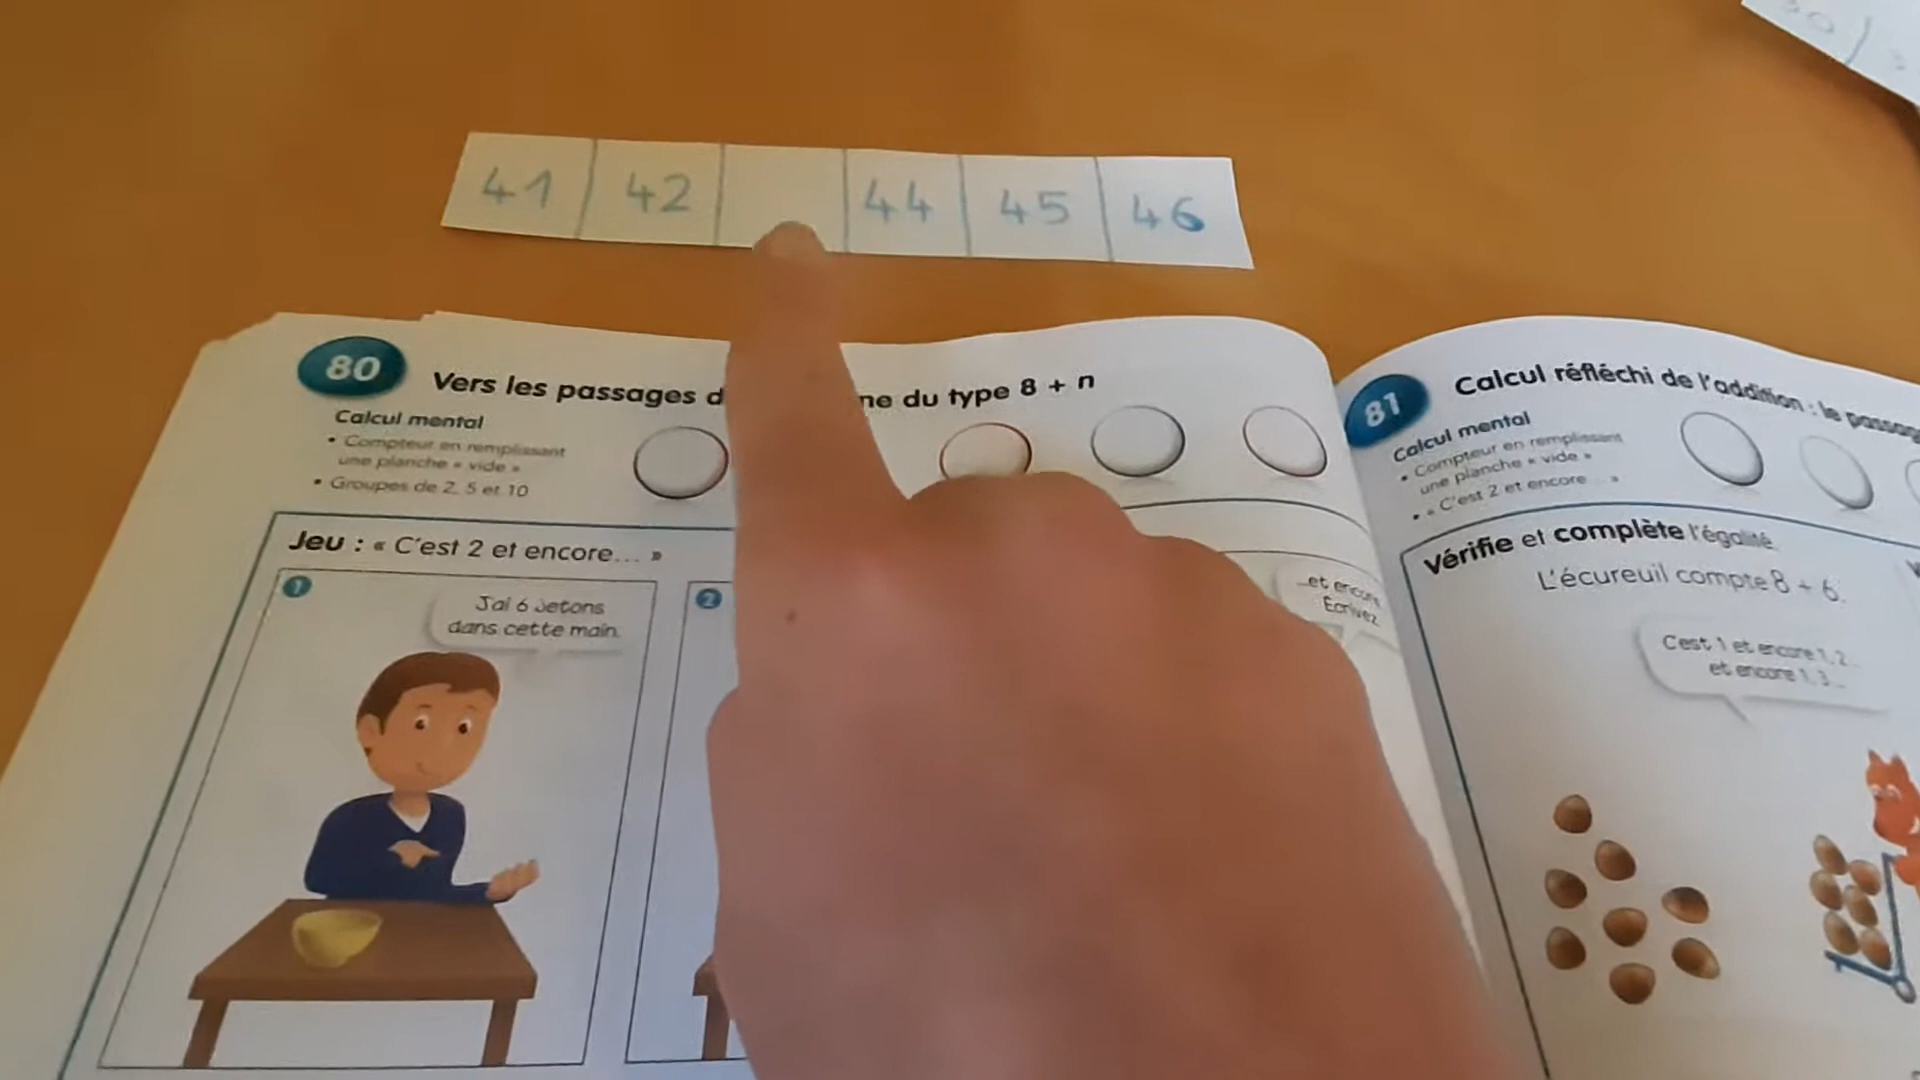 41 42 44 45 46
80
Vers les passages d ne du type 8 + n
Calcul mental
• Compteur en remplissant
une planche « vide »
• Groupes de 2, 5 et 10
Jeu : « C'est 2 et encore... »
1
J'ai 6 jetons
dans cette main.
2
...et encore
Écrivez
81
Calcul réfléchi de l'addition : le passag
Calcul mental
• Compteur en remplissant
une planche « vide »
• « C'est 2 et encore... »
Vérifie et complète l'égalité.
L'écureuil compte 8 + 6.
C'est 1 et encore 1, 2...
et encore 1, 3...